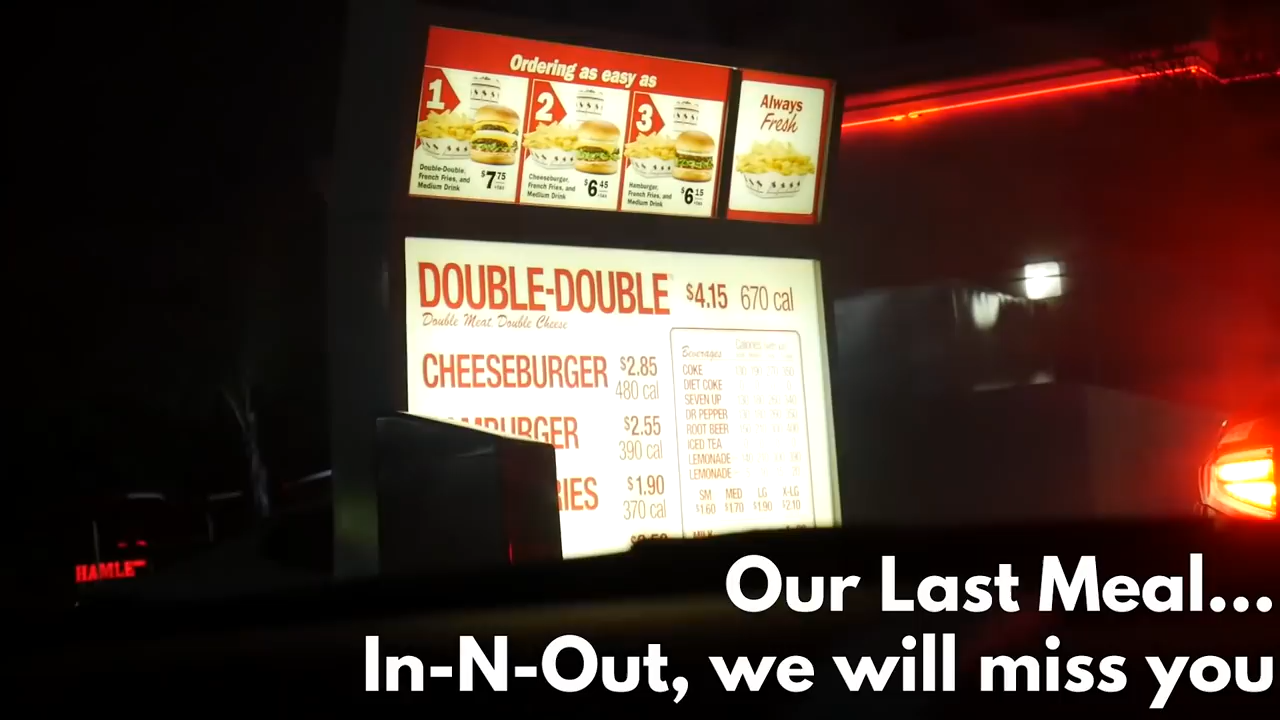 Ordering as easy as
1
Double-Double,
French Fries, and
Medium Drink
$7.75
2
Cheeseburger,
French Fries, and
Medium Drink
$6.45
3
Hamburger,
French Fries, and
Medium Drink
$6.15
Always
Fresh
DOUBLE-DOUBLE $4.15 670 cal
Double Meat Double Cheese
CHEESEBURGER $2.85
480 cal
$2.55
390 cal
$1.90
370 cal
Beverages
COKE
DIET COKE
SEVEN UP
DR PEPPER
ROOT BEER
ICED TEA
LEMONADE
LEMONADE
SM MED LG X-LG
$1.60 $1.70 $1.90 $2.10
Our Last Meal...
In-N-Out, we will miss you